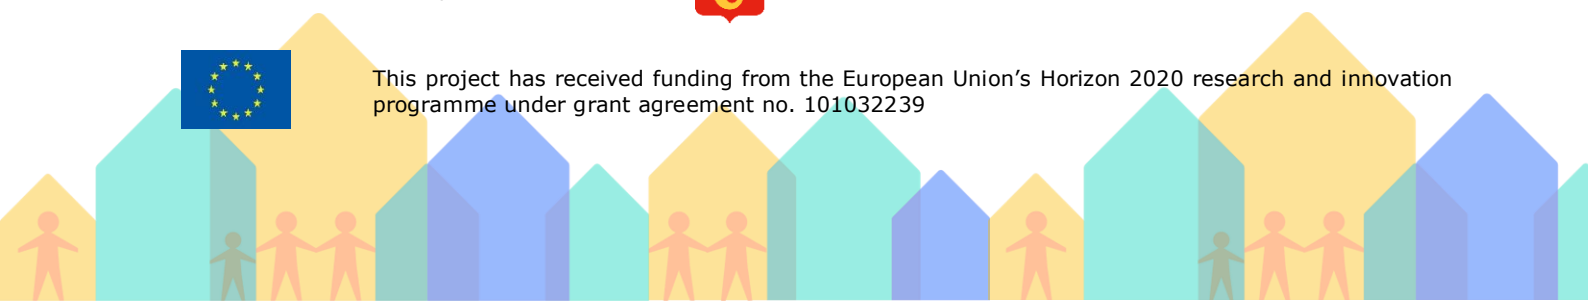 This project has received funding from the European Union’s Horizon 2020 research and innovation
programme under grant agreement no. 101032239